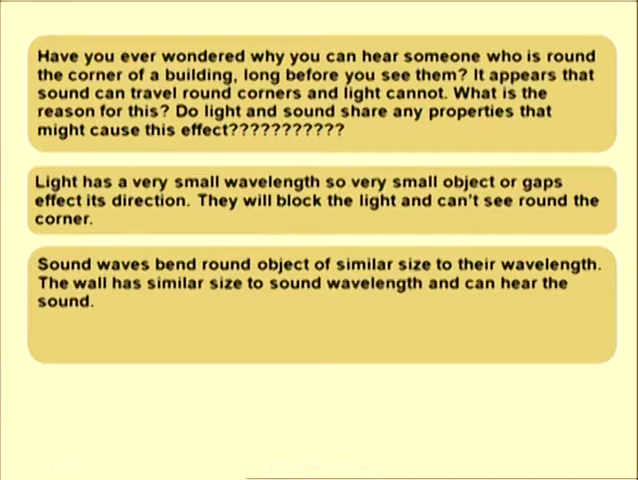 Have you ever wondered why you can hear someone who is round
the corner of a building, long before you see them? It appears that
sound can travel round corners and light cannot. What is the
reason for this? Do light and sound share any properties that
might cause this effect???????????
Light has a very small wavelength so very small object or gaps
effect its direction. They will block the light and can't see round the
corner.
Sound waves bend round object of similar size to their wavelength.
The wall has similar size to sound wavelength and can hear the
sound.